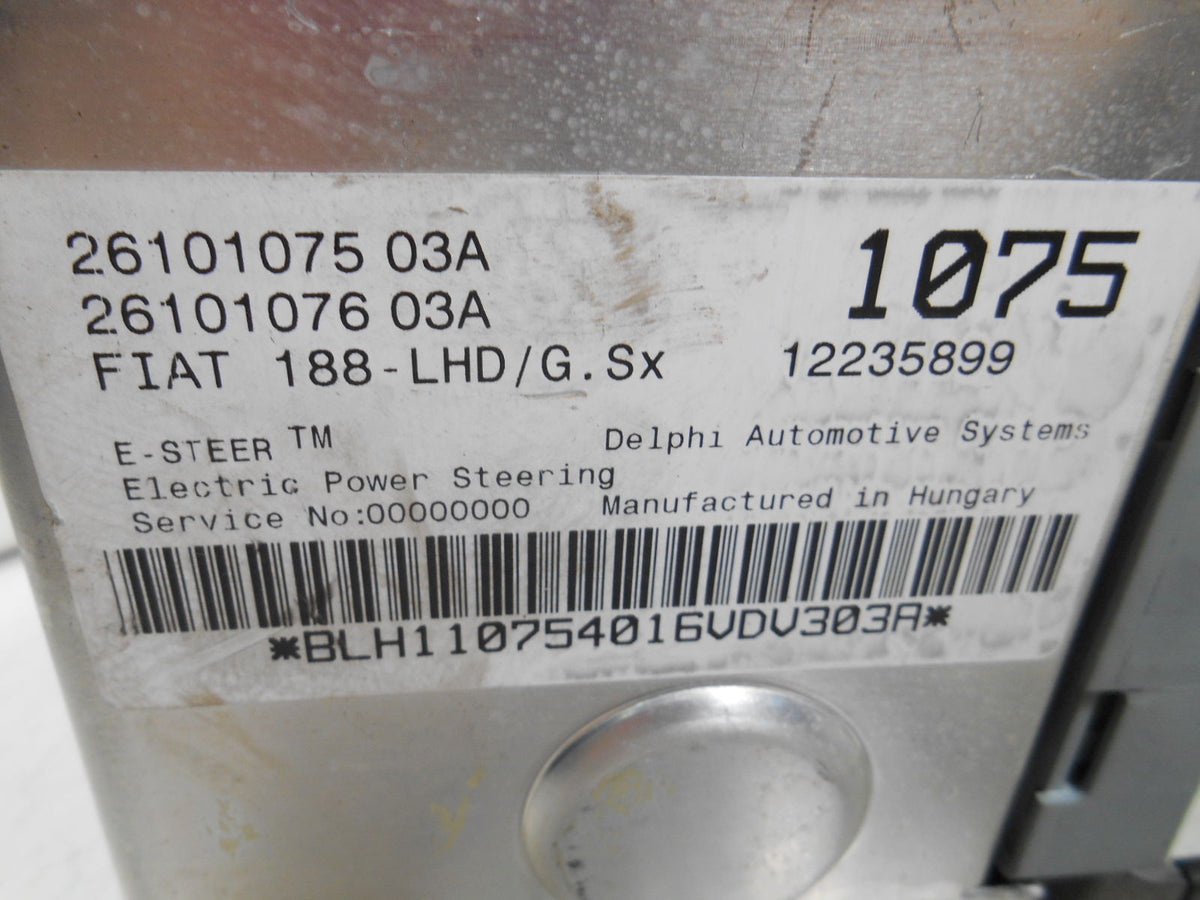 26101075 03A 1075
26101076 03A
FIAT 188-LHD/G.Sx 12235899
E-STEER TM Delphi Automotive Systems
Electric Power Steering
Service No:00000000 Manufactured in Hungary
*BLH110754016VDV303A*